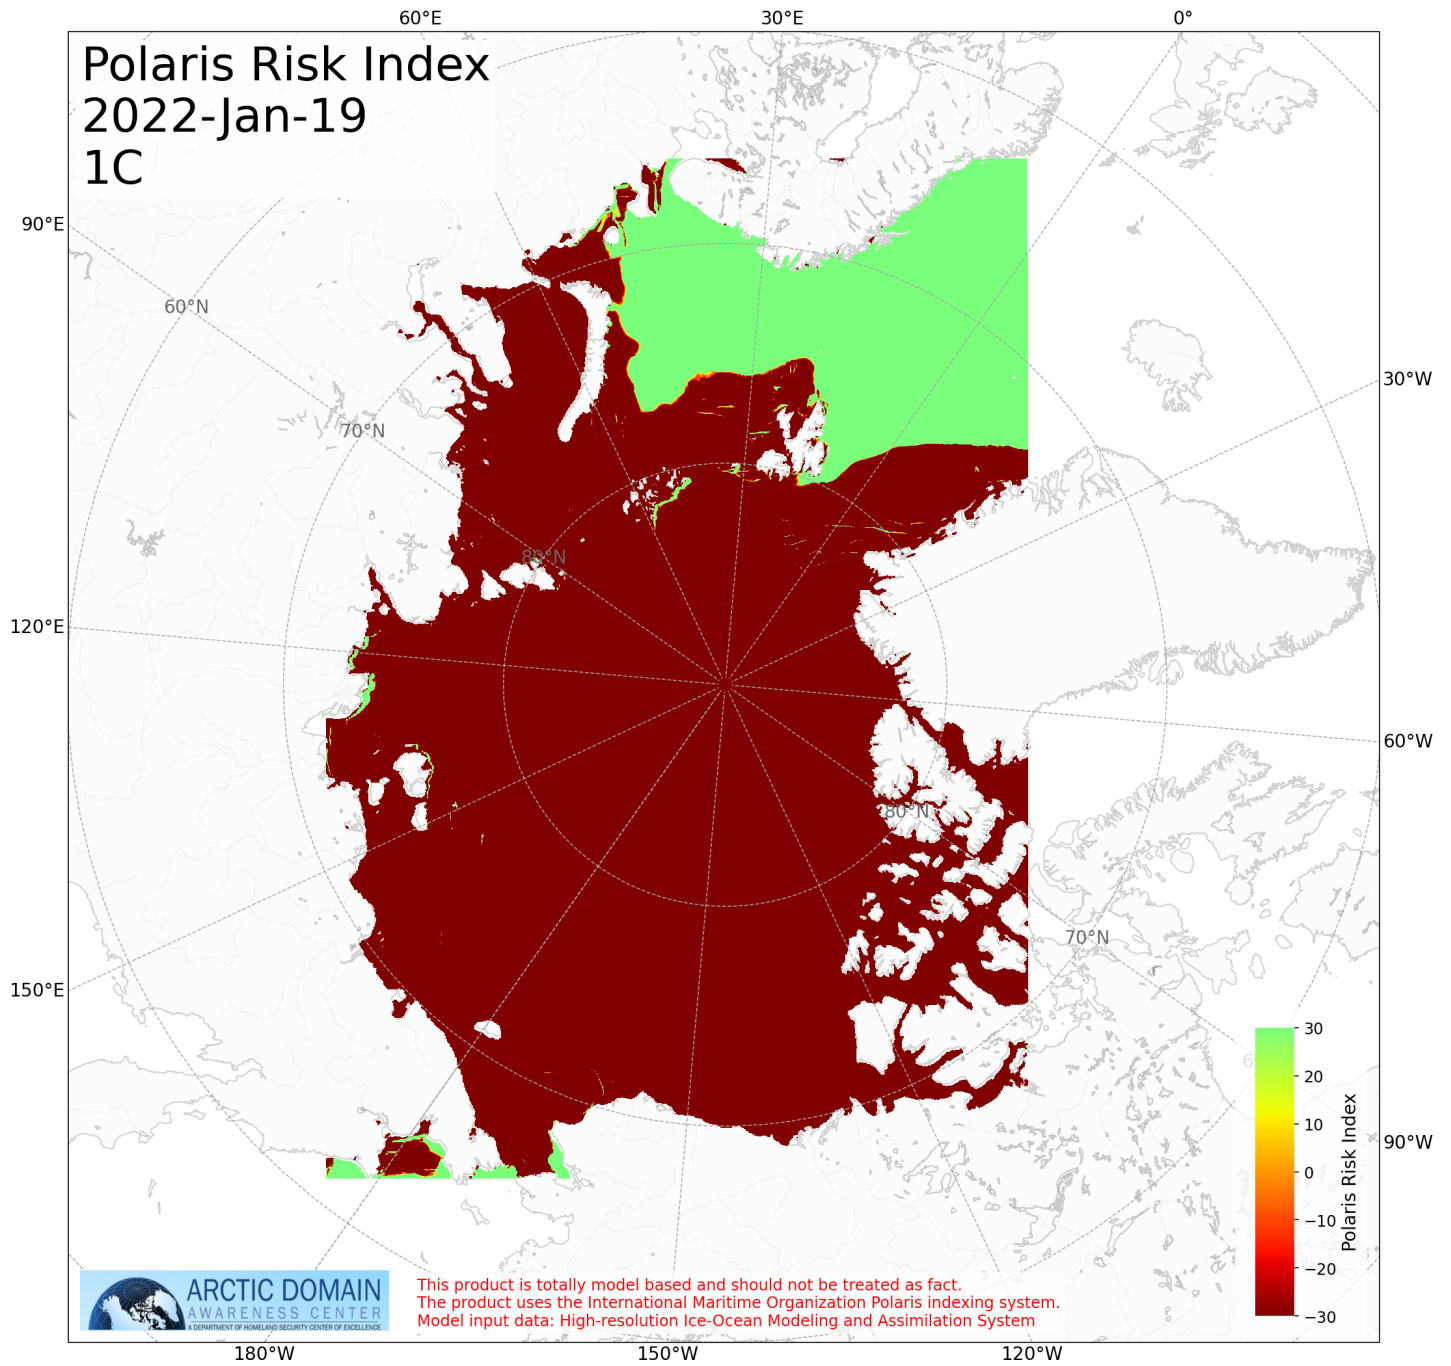 60°E
30°E
0°
Polaris Risk Index
2022-Jan-19
1C
90°E
60°N
30°W
70°N
80°N
120°E
60°W
80°N
70°N
150°E
30
20
10
0
−10
−20
−30
Polaris Risk Index
90°W
ARCTIC DOMAIN
AWARENESS CENTER
A DEPARTMENT OF HOMELAND SECURITY CENTER OF EXCELLENCE
This product is totally model based and should not be treated as fact.
The product uses the International Maritime Organization Polaris indexing system.
Model input data: High-resolution Ice-Ocean Modeling and Assimilation System
180°W
150°W
120°W